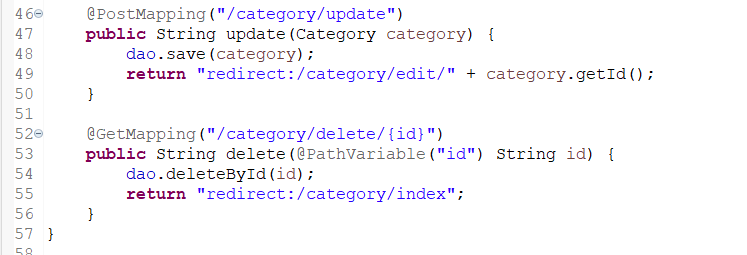 46 @PostMapping("/category/update")
47 public String update(Category category) {
48 dao.save(category);
49 return "redirect:/category/edit/" + category.getId();
50 }
51
52 @GetMapping("/category/delete/{id}")
53 public String delete(@PathVariable("id") String id) {
54 dao.deleteById(id);
55 return "redirect:/category/index";
56 }
57 }
58